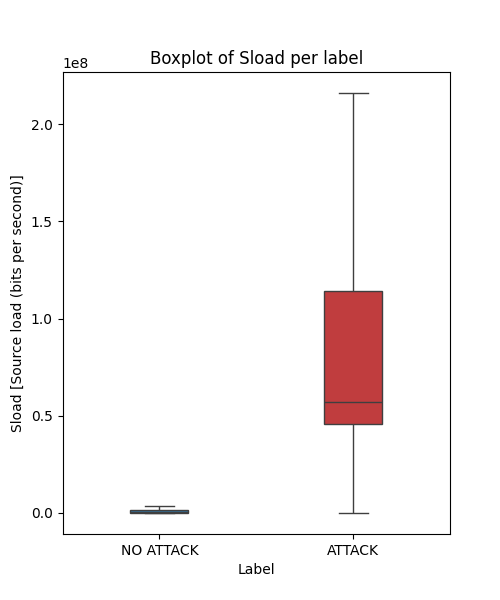 Boxplot of Sload per label
1e8
2.0
1.5
1.0
0.5
0.0
Sload [Source load (bits per second)]
NO ATTACK
ATTACK
Label